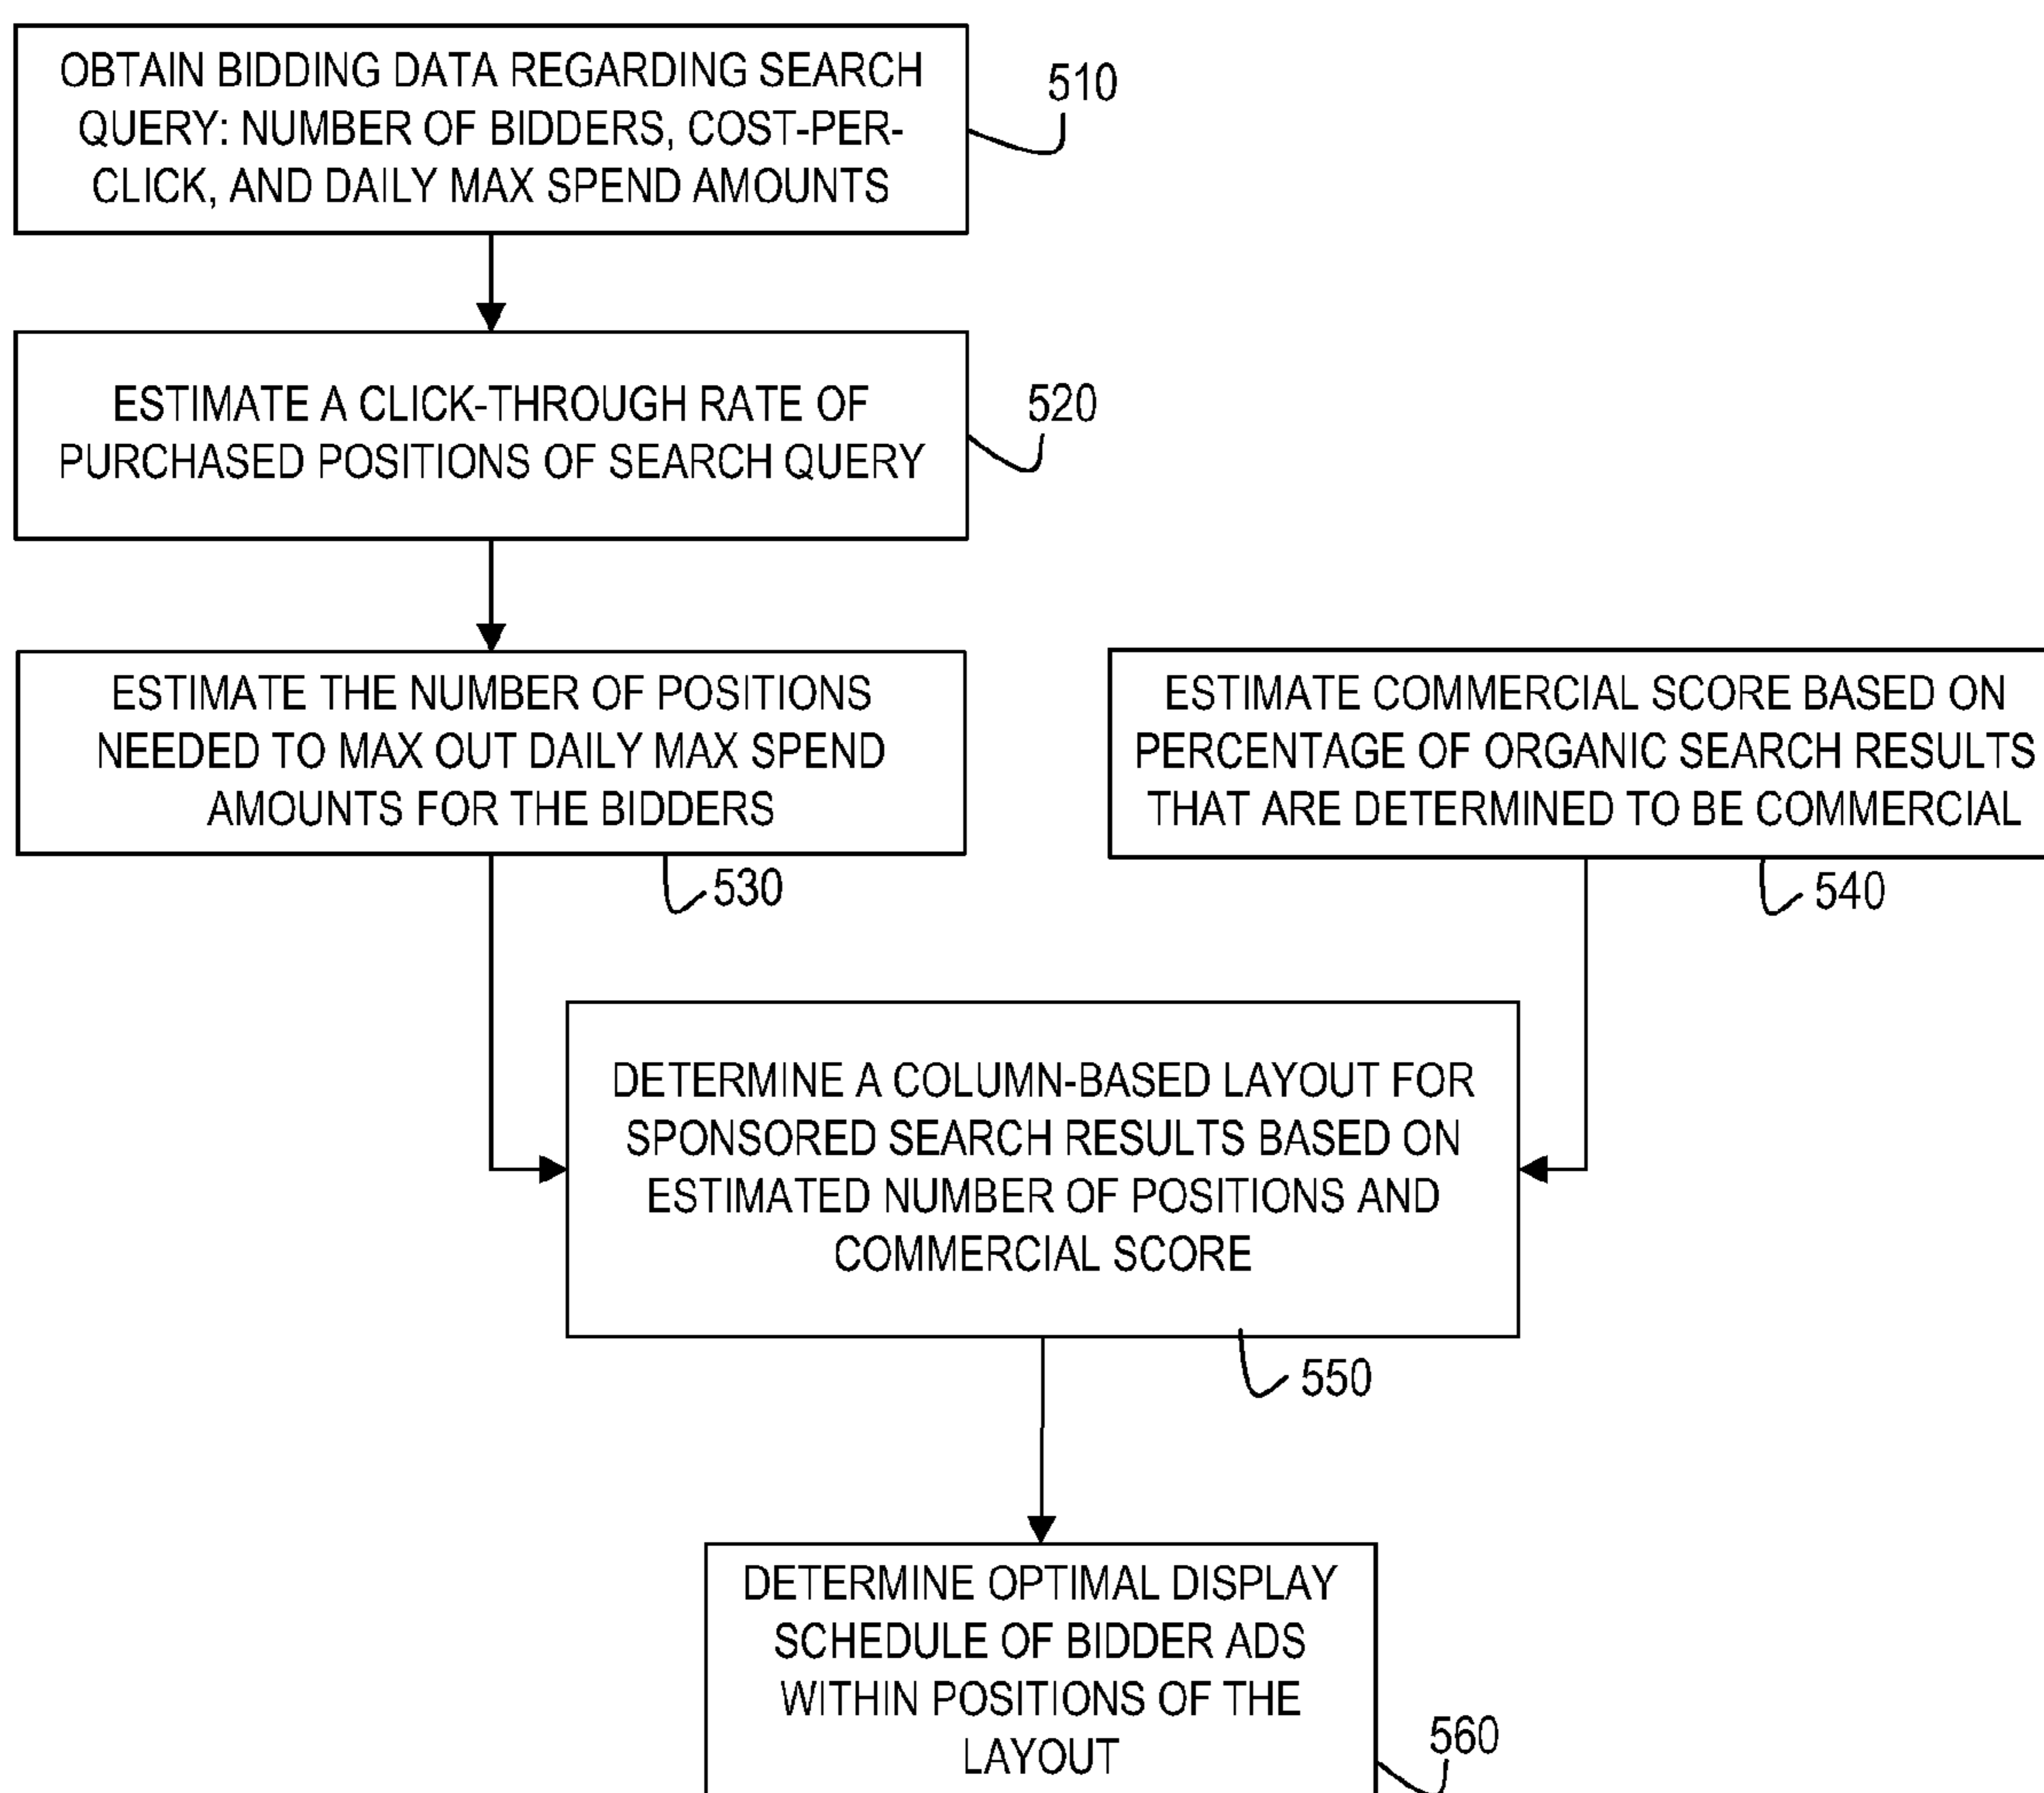 OBTAIN BIDDING DATA REGARDING SEARCH
QUERY: NUMBER OF BIDDERS, COST-PER-
CLICK, AND DAILY MAX SPEND AMOUNTS
510
ESTIMATE A CLICK-THROUGH RATE OF
PURCHASED POSITIONS OF SEARCH QUERY
520
ESTIMATE THE NUMBER OF POSITIONS
NEEDED TO MAX OUT DAILY MAX SPEND
AMOUNTS FOR THE BIDDERS
530
ESTIMATE COMMERCIAL SCORE BASED ON
PERCENTAGE OF ORGANIC SEARCH RESULTS
THAT ARE DETERMINED TO BE COMMERCIAL
540
DETERMINE A COLUMN-BASED LAYOUT FOR
SPONSORED SEARCH RESULTS BASED ON
ESTIMATED NUMBER OF POSITIONS AND
COMMERCIAL SCORE
550
DETERMINE OPTIMAL DISPLAY
SCHEDULE OF BIDDER ADS
WITHIN POSITIONS OF THE
LAYOUT
560